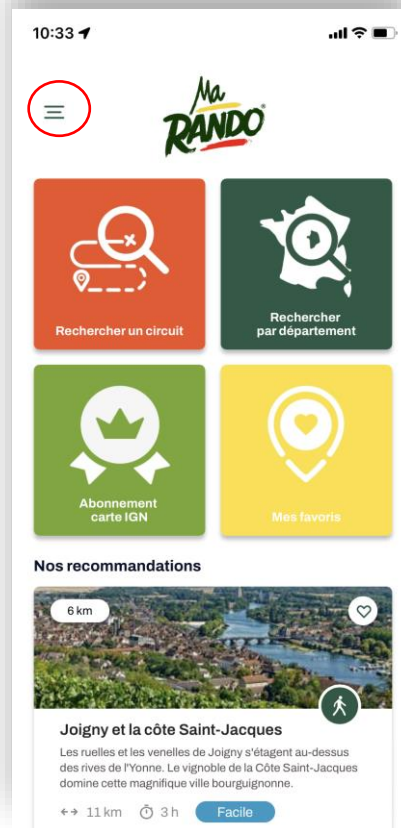 10:33
Ma
RANDO
Rechercher un circuit
Rechercher
par département
Abonnement
carte IGN
Mes favoris
Nos recommandations
6 km
Joigny et la côte Saint-Jacques
Les ruelles et les venelles de Joigny s'étagent au-dessus
des rives de l'Yonne. Le vignoble de la Côte Saint-Jacques
domine cette magnifique ville bourguignonne.
11 km 3 h Facile